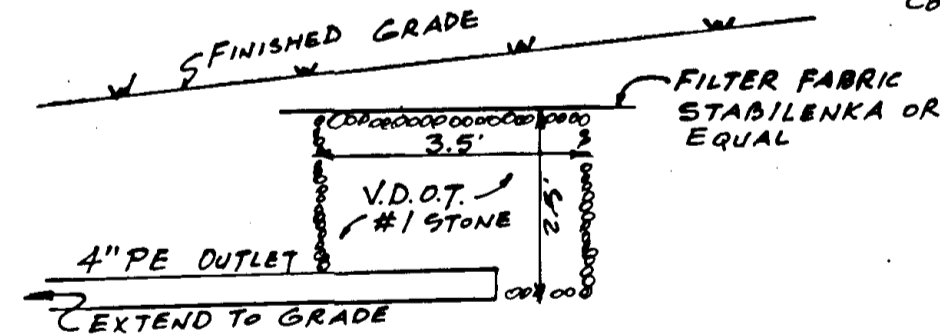 CO
FINISHED GRADE
FILTER FABRIC
STABILENKA OR
EQUAL
3.5'
V.D.O.T.
#1 STONE
2.5'
4" PE OUTLET
EXTEND TO GRADE